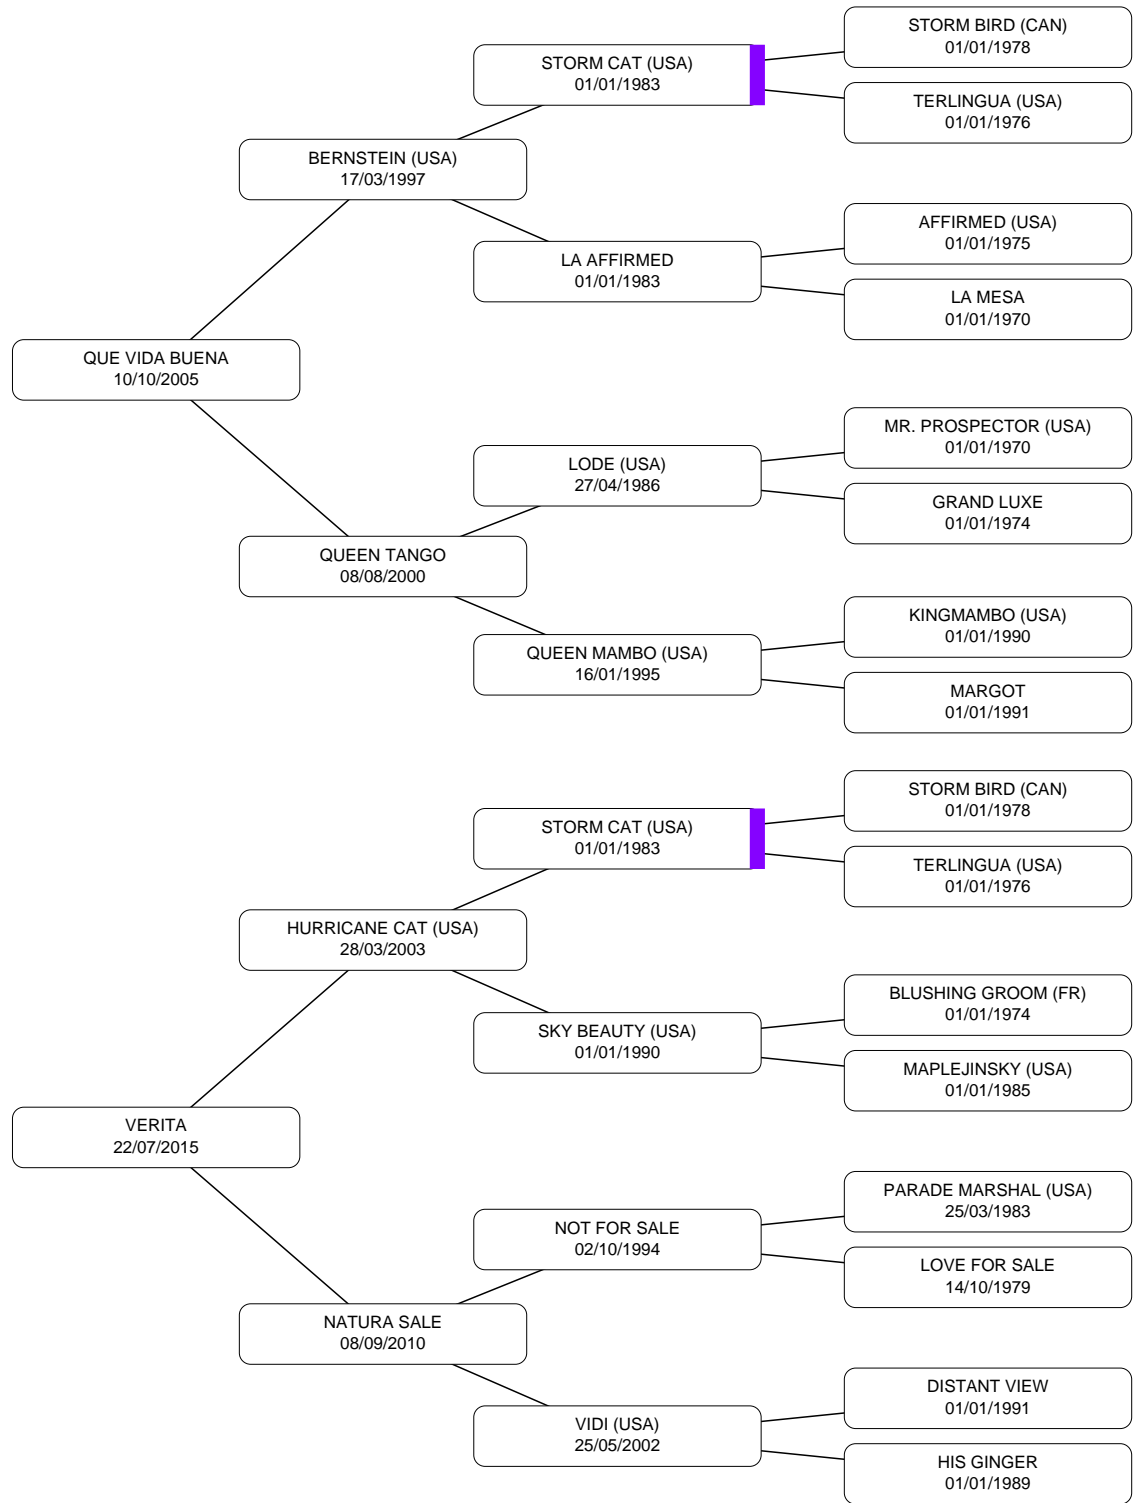 STORM BIRD (CAN)
01/01/1978
STORM CAT (USA)
01/01/1983
TERLINGUA (USA)
01/01/1976
BERNSTEIN (USA)
17/03/1997
AFFIRMED (USA)
01/01/1975
LA AFFIRMED
01/01/1983
LA MESA
01/01/1970
QUE VIDA BUENA
10/10/2005
MR. PROSPECTOR (USA)
01/01/1970
LODE (USA)
27/04/1986
GRAND LUXE
01/01/1974
QUEEN TANGO
08/08/2000
KINGMAMBO (USA)
01/01/1990
QUEEN MAMBO (USA)
16/01/1995
MARGOT
01/01/1991
STORM BIRD (CAN)
01/01/1978
STORM CAT (USA)
01/01/1983
TERLINGUA (USA)
01/01/1976
HURRICANE CAT (USA)
28/03/2003
BLUSHING GROOM (FR)
01/01/1974
SKY BEAUTY (USA)
01/01/1990
MAPLEJINSKY (USA)
01/01/1985
VERITA
22/07/2015
PARADE MARSHAL (USA)
25/03/1983
NOT FOR SALE
02/10/1994
LOVE FOR SALE
14/10/1979
NATURA SALE
08/09/2010
DISTANT VIEW
01/01/1991
VIDI (USA)
25/05/2002
HIS GINGER
01/01/1989